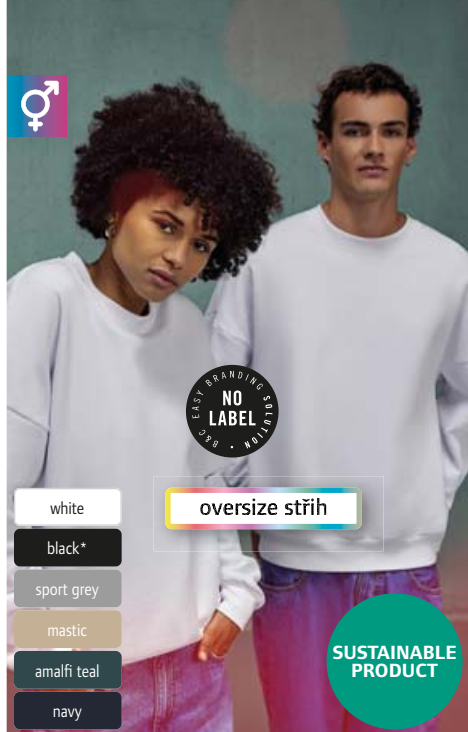 B&C EASY BRANDING SOLUTION •
NO
LABEL
oversize střih
white
black*
sport grey
mastic
amalfi teal
navy
SUSTAINABLE
PRODUCT